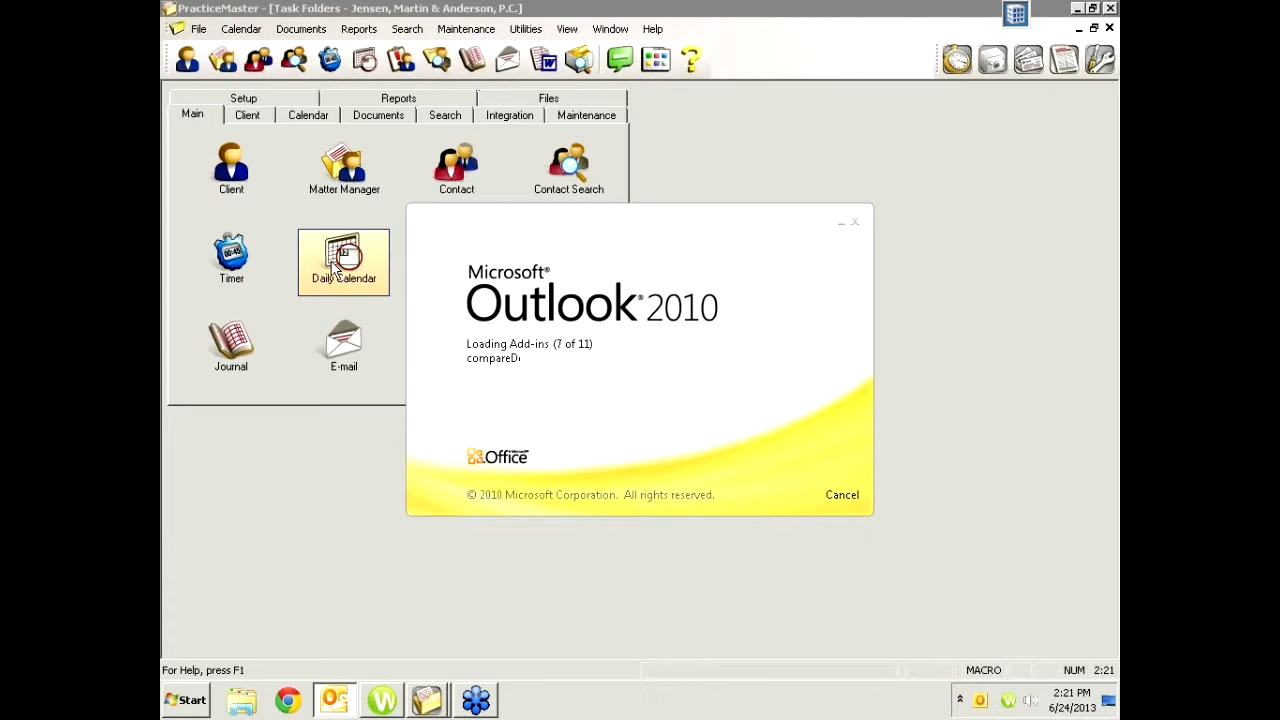 PracticeMaster - [Task Folders - Jensen, Martin & Anderson, P.C.]
File Calendar Documents Reports Search Maintenance Utilities View Window Help
Setup Reports Files
Main Client Calendar Documents Search Integration Maintenance
Client Matter Manager Contact Contact Search
Timer Daily Calendar
Journal E-mail
Microsoft®
Outlook® 2010
Loading Add-ins (7 of 11)
compareD
Office
© 2010 Microsoft Corporation. All rights reserved.
Cancel
For Help, press F1
MACRO NUM 2:21
Start
2:21 PM
6/24/2013